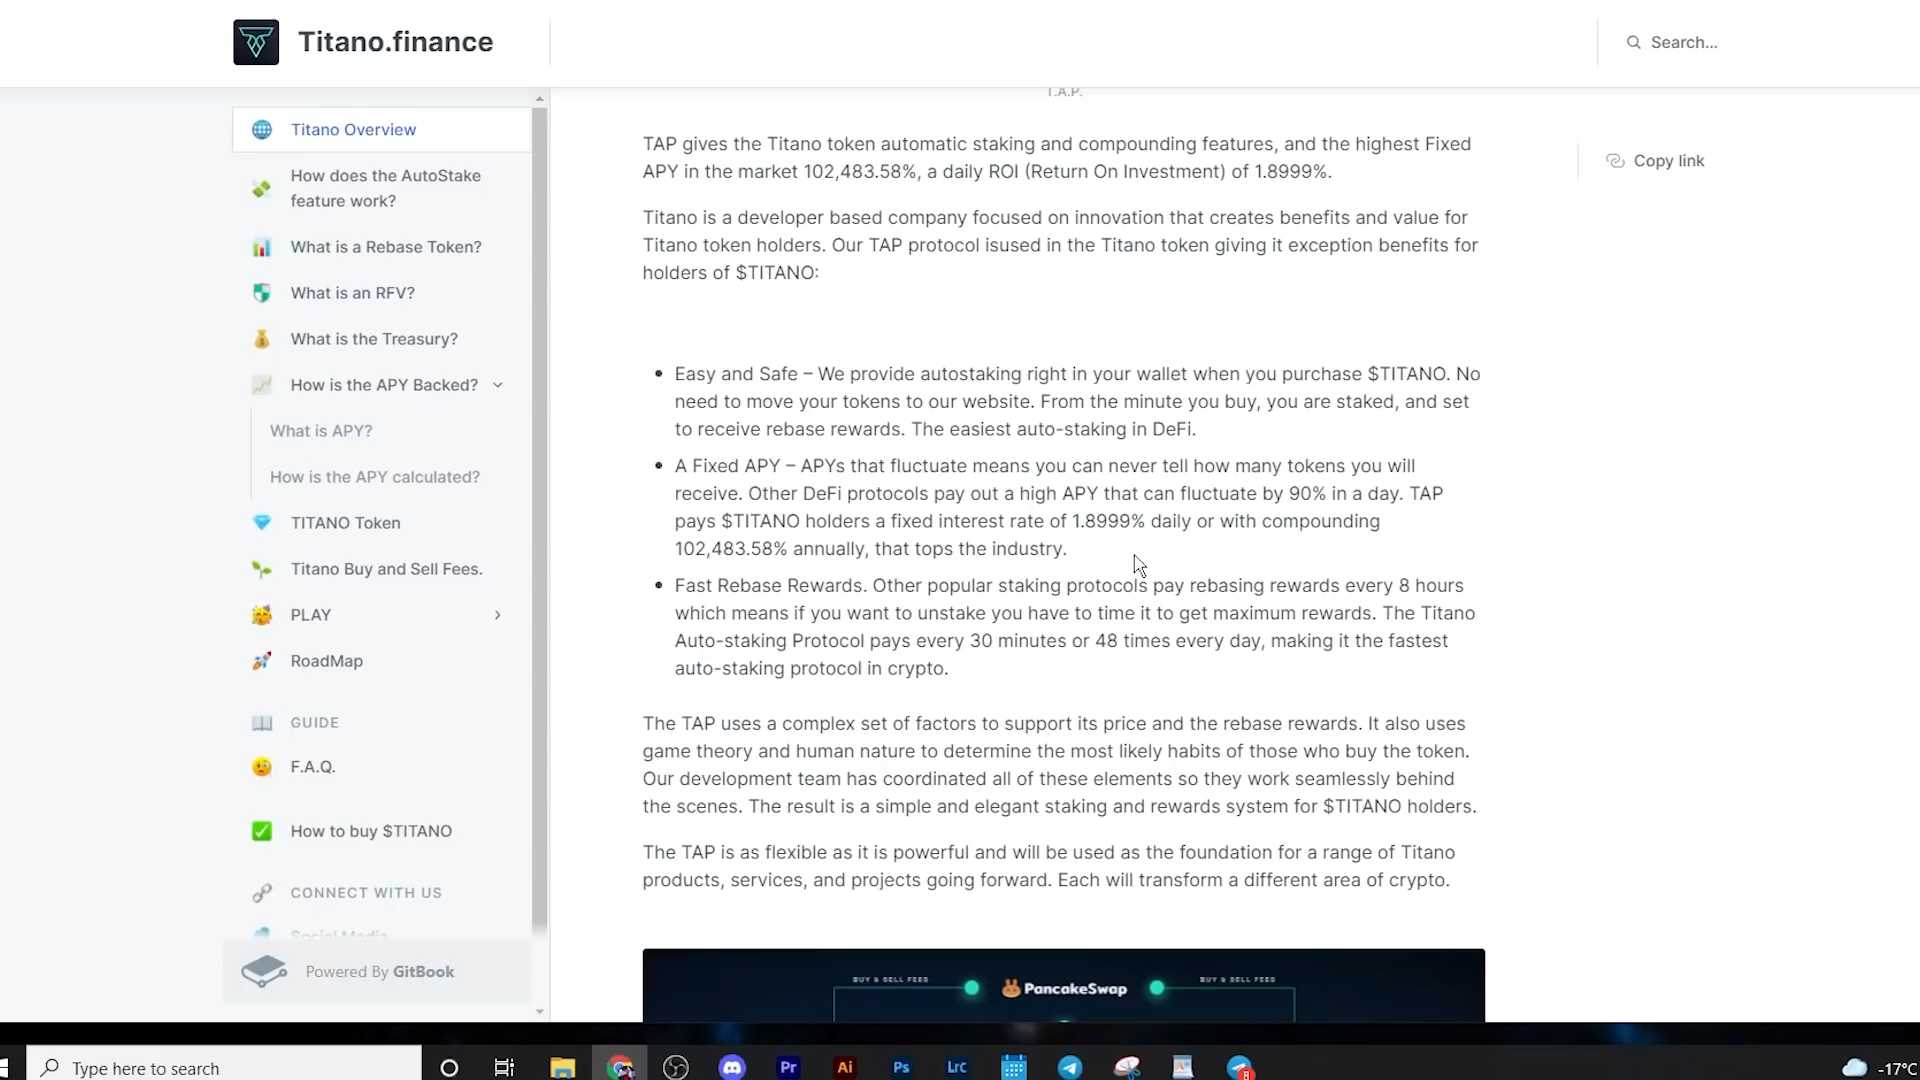 Titano.finance
Search...
Titano Overview
How does the AutoStake
feature work?
What is a Rebase Token?
What is an RFV?
What is the Treasury?
How is the APY Backed?
What is APY?
How is the APY calculated?
TITANO Token
Titano Buy and Sell Fees.
PLAY
RoadMap
GUIDE
F.A.Q.
How to buy $TITANO
CONNECT WITH US
Social Media
Powered By GitBook
T.A.P.
TAP gives the Titano token automatic staking and compounding features, and the highest Fixed
APY in the market 102,483.58%, a daily ROI (Return On Investment) of 1.8999%.
Titano is a developer based company focused on innovation that creates benefits and value for
Titano token holders. Our TAP protocol isused in the Titano token giving it exception benefits for
holders of $TITANO:
Easy and Safe – We provide autostaking right in your wallet when you purchase $TITANO. No
need to move your tokens to our website. From the minute you buy, you are staked, and set
to receive rebase rewards. The easiest auto-staking in DeFi.
A Fixed APY – APYs that fluctuate means you can never tell how many tokens you will
receive. Other DeFi protocols pay out a high APY that can fluctuate by 90% in a day. TAP
pays $TITANO holders a fixed interest rate of 1.8999% daily or with compounding
102,483.58% annually, that tops the industry.
Fast Rebase Rewards. Other popular staking protocols pay rebasing rewards every 8 hours
which means if you want to unstake you have to time it to get maximum rewards. The Titano
Auto-staking Protocol pays every 30 minutes or 48 times every day, making it the fastest
auto-staking protocol in crypto.
The TAP uses a complex set of factors to support its price and the rebase rewards. It also uses
game theory and human nature to determine the most likely habits of those who buy the token.
Our development team has coordinated all of these elements so they work seamlessly behind
the scenes. The result is a simple and elegant staking and rewards system for $TITANO holders.
The TAP is as flexible as it is powerful and will be used as the foundation for a range of Titano
products, services, and projects going forward. Each will transform a different area of crypto.
BUY & SELL FEES
PancakeSwap
BUY & SELL FEES
Copy link
Type here to search
Pr
Ai
Ps
Lrc
8
-17°C